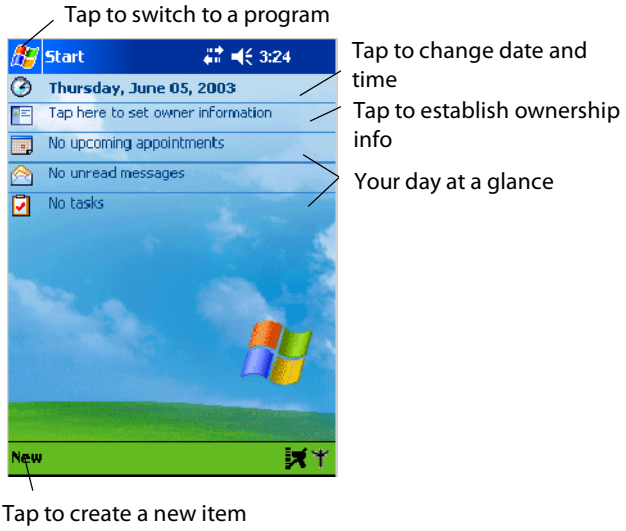 Tap to switch to a program
Start 3:24
Thursday, June 05, 2003
Tap here to set owner information
No upcoming appointments
No unread messages
No tasks
New
Tap to change date and
time
Tap to establish ownership
info
Your day at a glance
Tap to create a new item